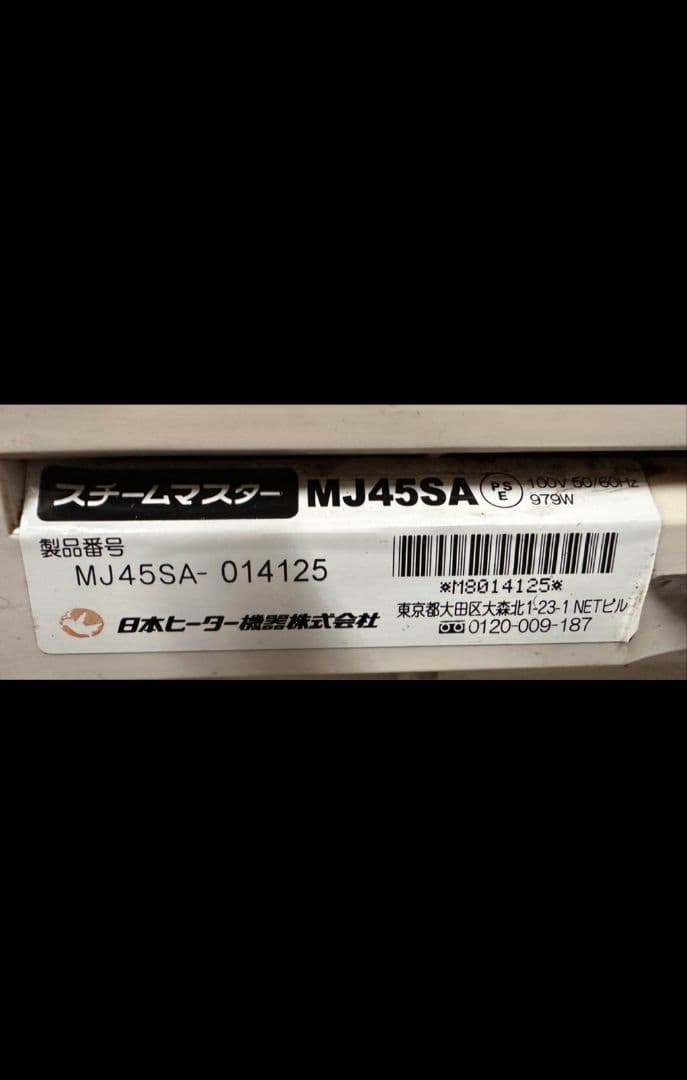 スチームマスター MJ45SA PSE 100V 50/60Hz
979W
製品番号
MJ45SA- 014125
*M8014125*
日本ヒーター機器株式会社
東京都大田区大森北1-23-1 NETビル
0120-009-187